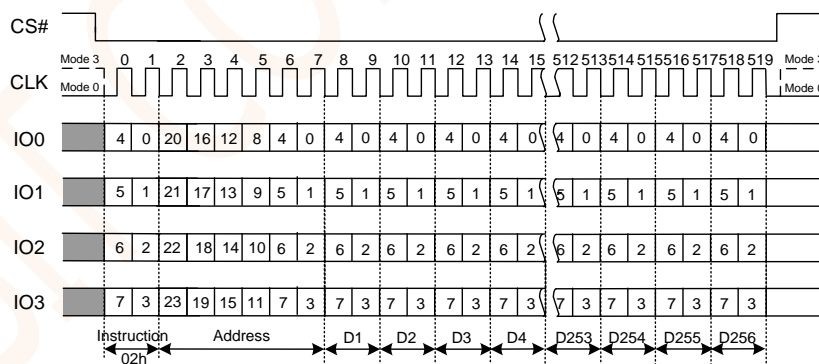 CS#
Mode 3 0 1 2 3 4 5 6 7 8 9 10 11 12 13 14 15 512 513 514 515 516 517 518 519 Mode 3
CLK Mode 0 Mode 0
IO0 4 0 20 16 12 8 4 0 4 0 4 0 4 0 4 0 4 0 4 0 4 0 4 0
IO1 5 1 21 17 13 9 5 1 5 1 5 1 5 1 5 1 5 1 5 1 5 1 5 1
IO2 6 2 22 18 14 10 6 2 6 2 6 2 6 2 6 2 6 2 6 2 6 2 6 2
IO3 7 3 23 19 15 11 7 3 7 3 7 3 7 3 7 3 7 3 7 3 7 3 7 3
Instruction Address D1 D2 D3 D4 D253 D254 D255 D256
02h